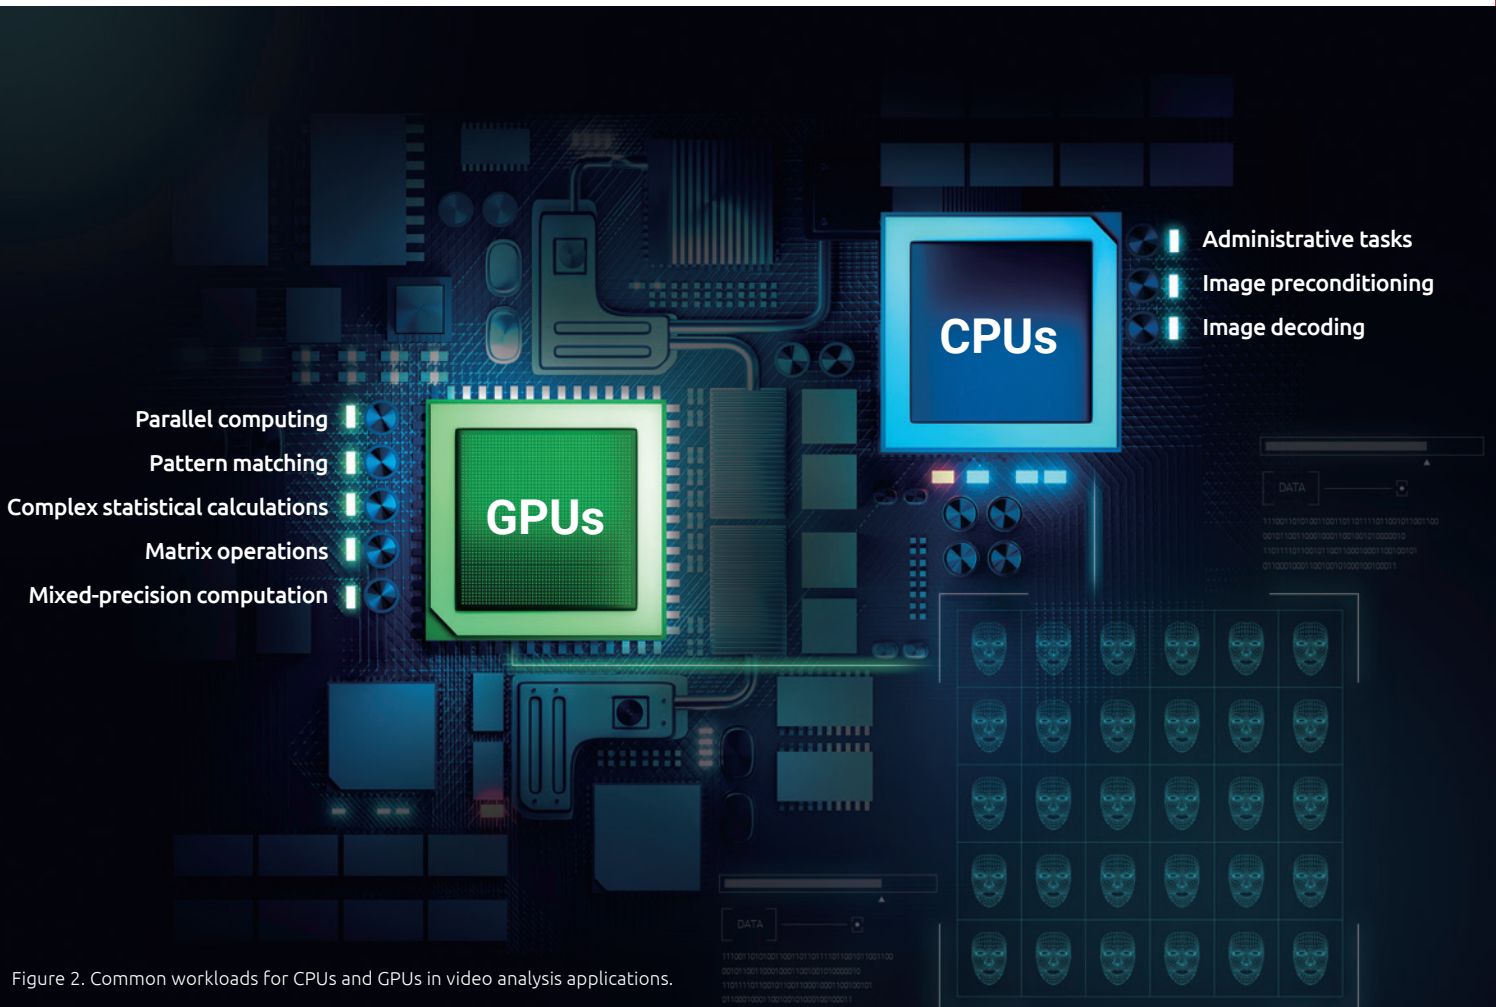 Administrative tasks
Image preconditioning
Image decoding
CPUs
Parallel computing
Pattern matching
Complex statistical calculations
Matrix operations
Mixed-precision computation
GPUs
DATA
DATA
Figure 2. Common workloads for CPUs and GPUs in video analysis applications.